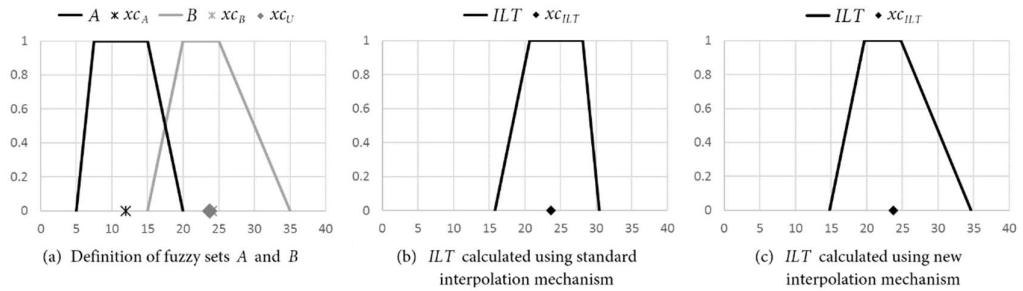 A xc_A B xc_B xc_U
1
0.8
0.6
0.4
0.2
0
0 5 10 15 20 25 30 35 40
(a) Definition of fuzzy sets A and B
ILT xc_ILT
1
0.8
0.6
0.4
0.2
0
0 5 10 15 20 25 30 35 40
(b) ILT calculated using standard
interpolation mechanism
ILT xc_ILT
1
0.8
0.6
0.4
0.2
0
0 5 10 15 20 25 30 35 40
(c) ILT calculated using new
interpolation mechanism